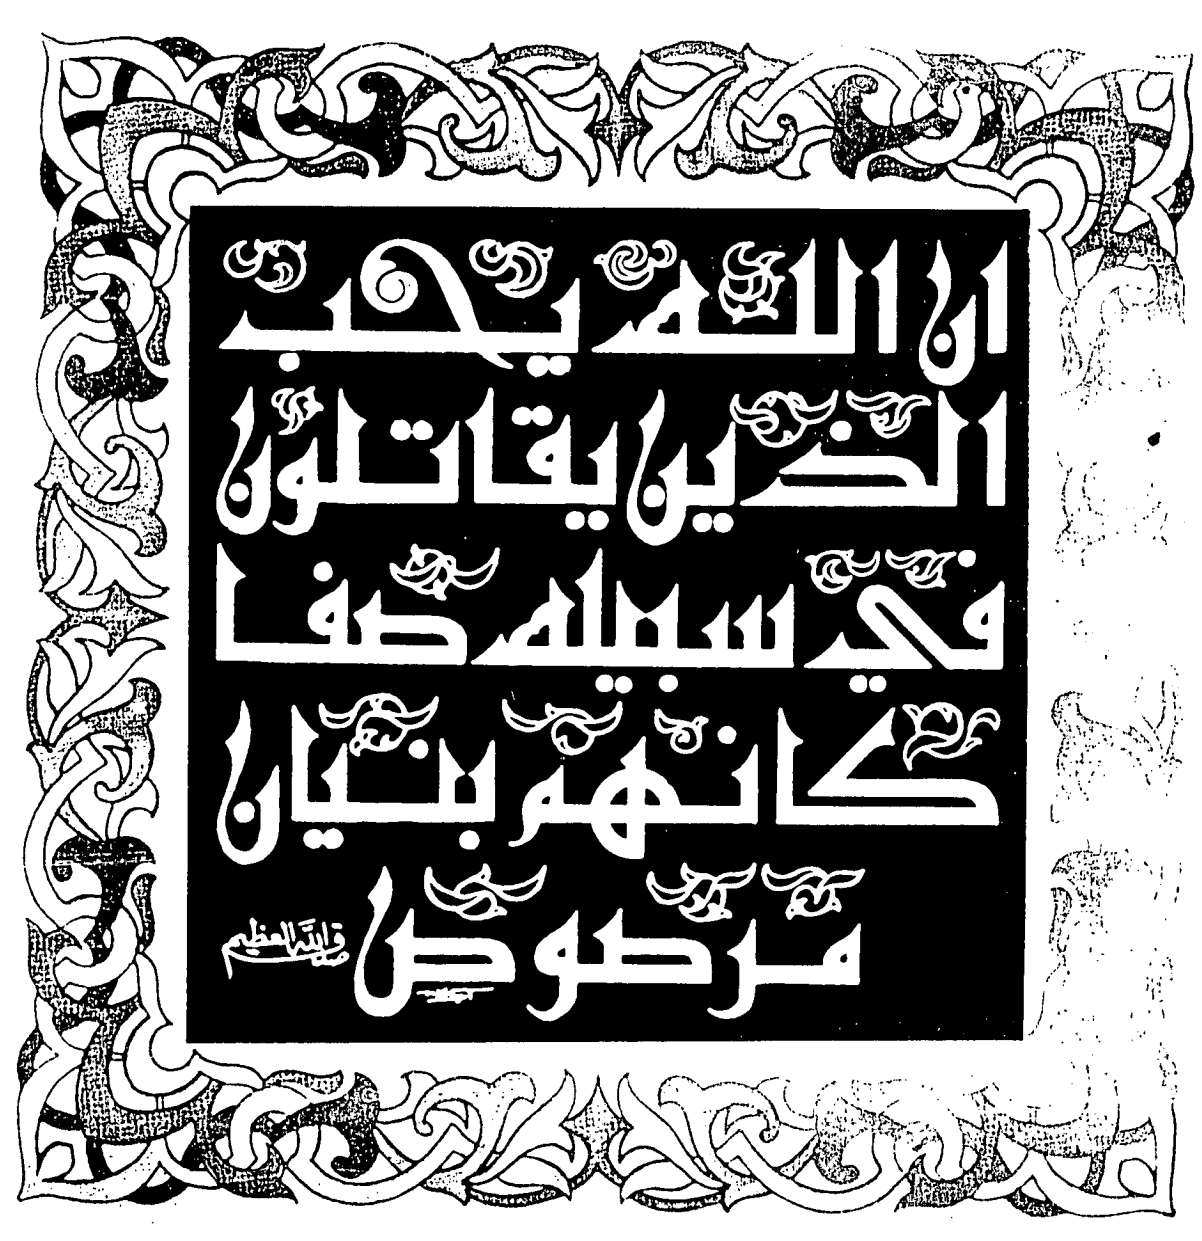 ان الله يحب
الذين يقاتلون
في سبيله صفا
كانهم بنيان
مرصوص
صدق الله العظيم